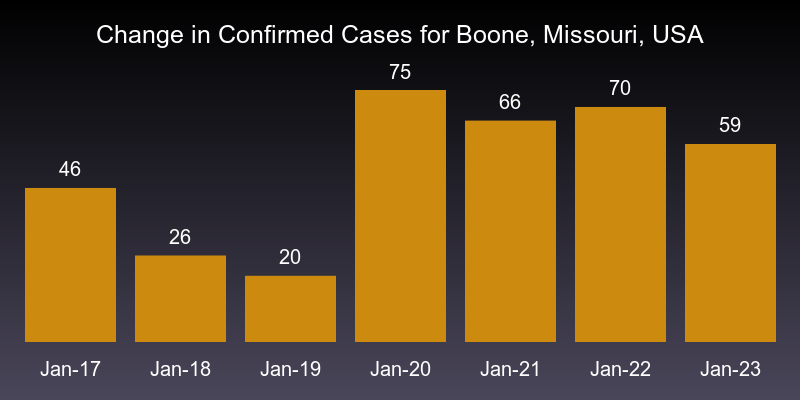 Change in Confirmed Cases for Boone, Missouri, USA
46
26
20
75
66
70
59
Jan-17
Jan-18
Jan-19
Jan-20
Jan-21
Jan-22
Jan-23